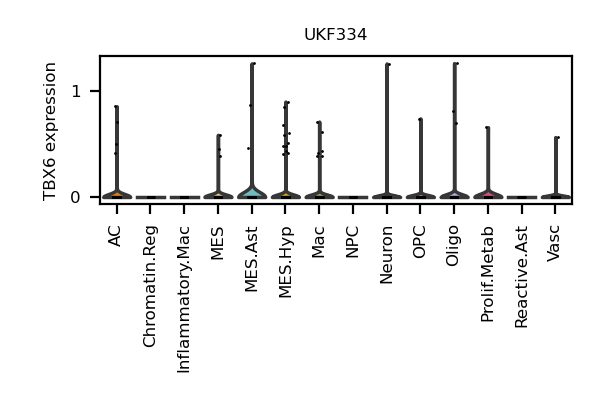 UKF334
TBX6 expression
1
0
AC
Chromatin.Reg
Inflammatory.Mac
MES
MES.Ast
MES.Hyp
Mac
NPC
Neuron
OPC
Oligo
Prolif.Metab
Reactive.Ast
Vasc